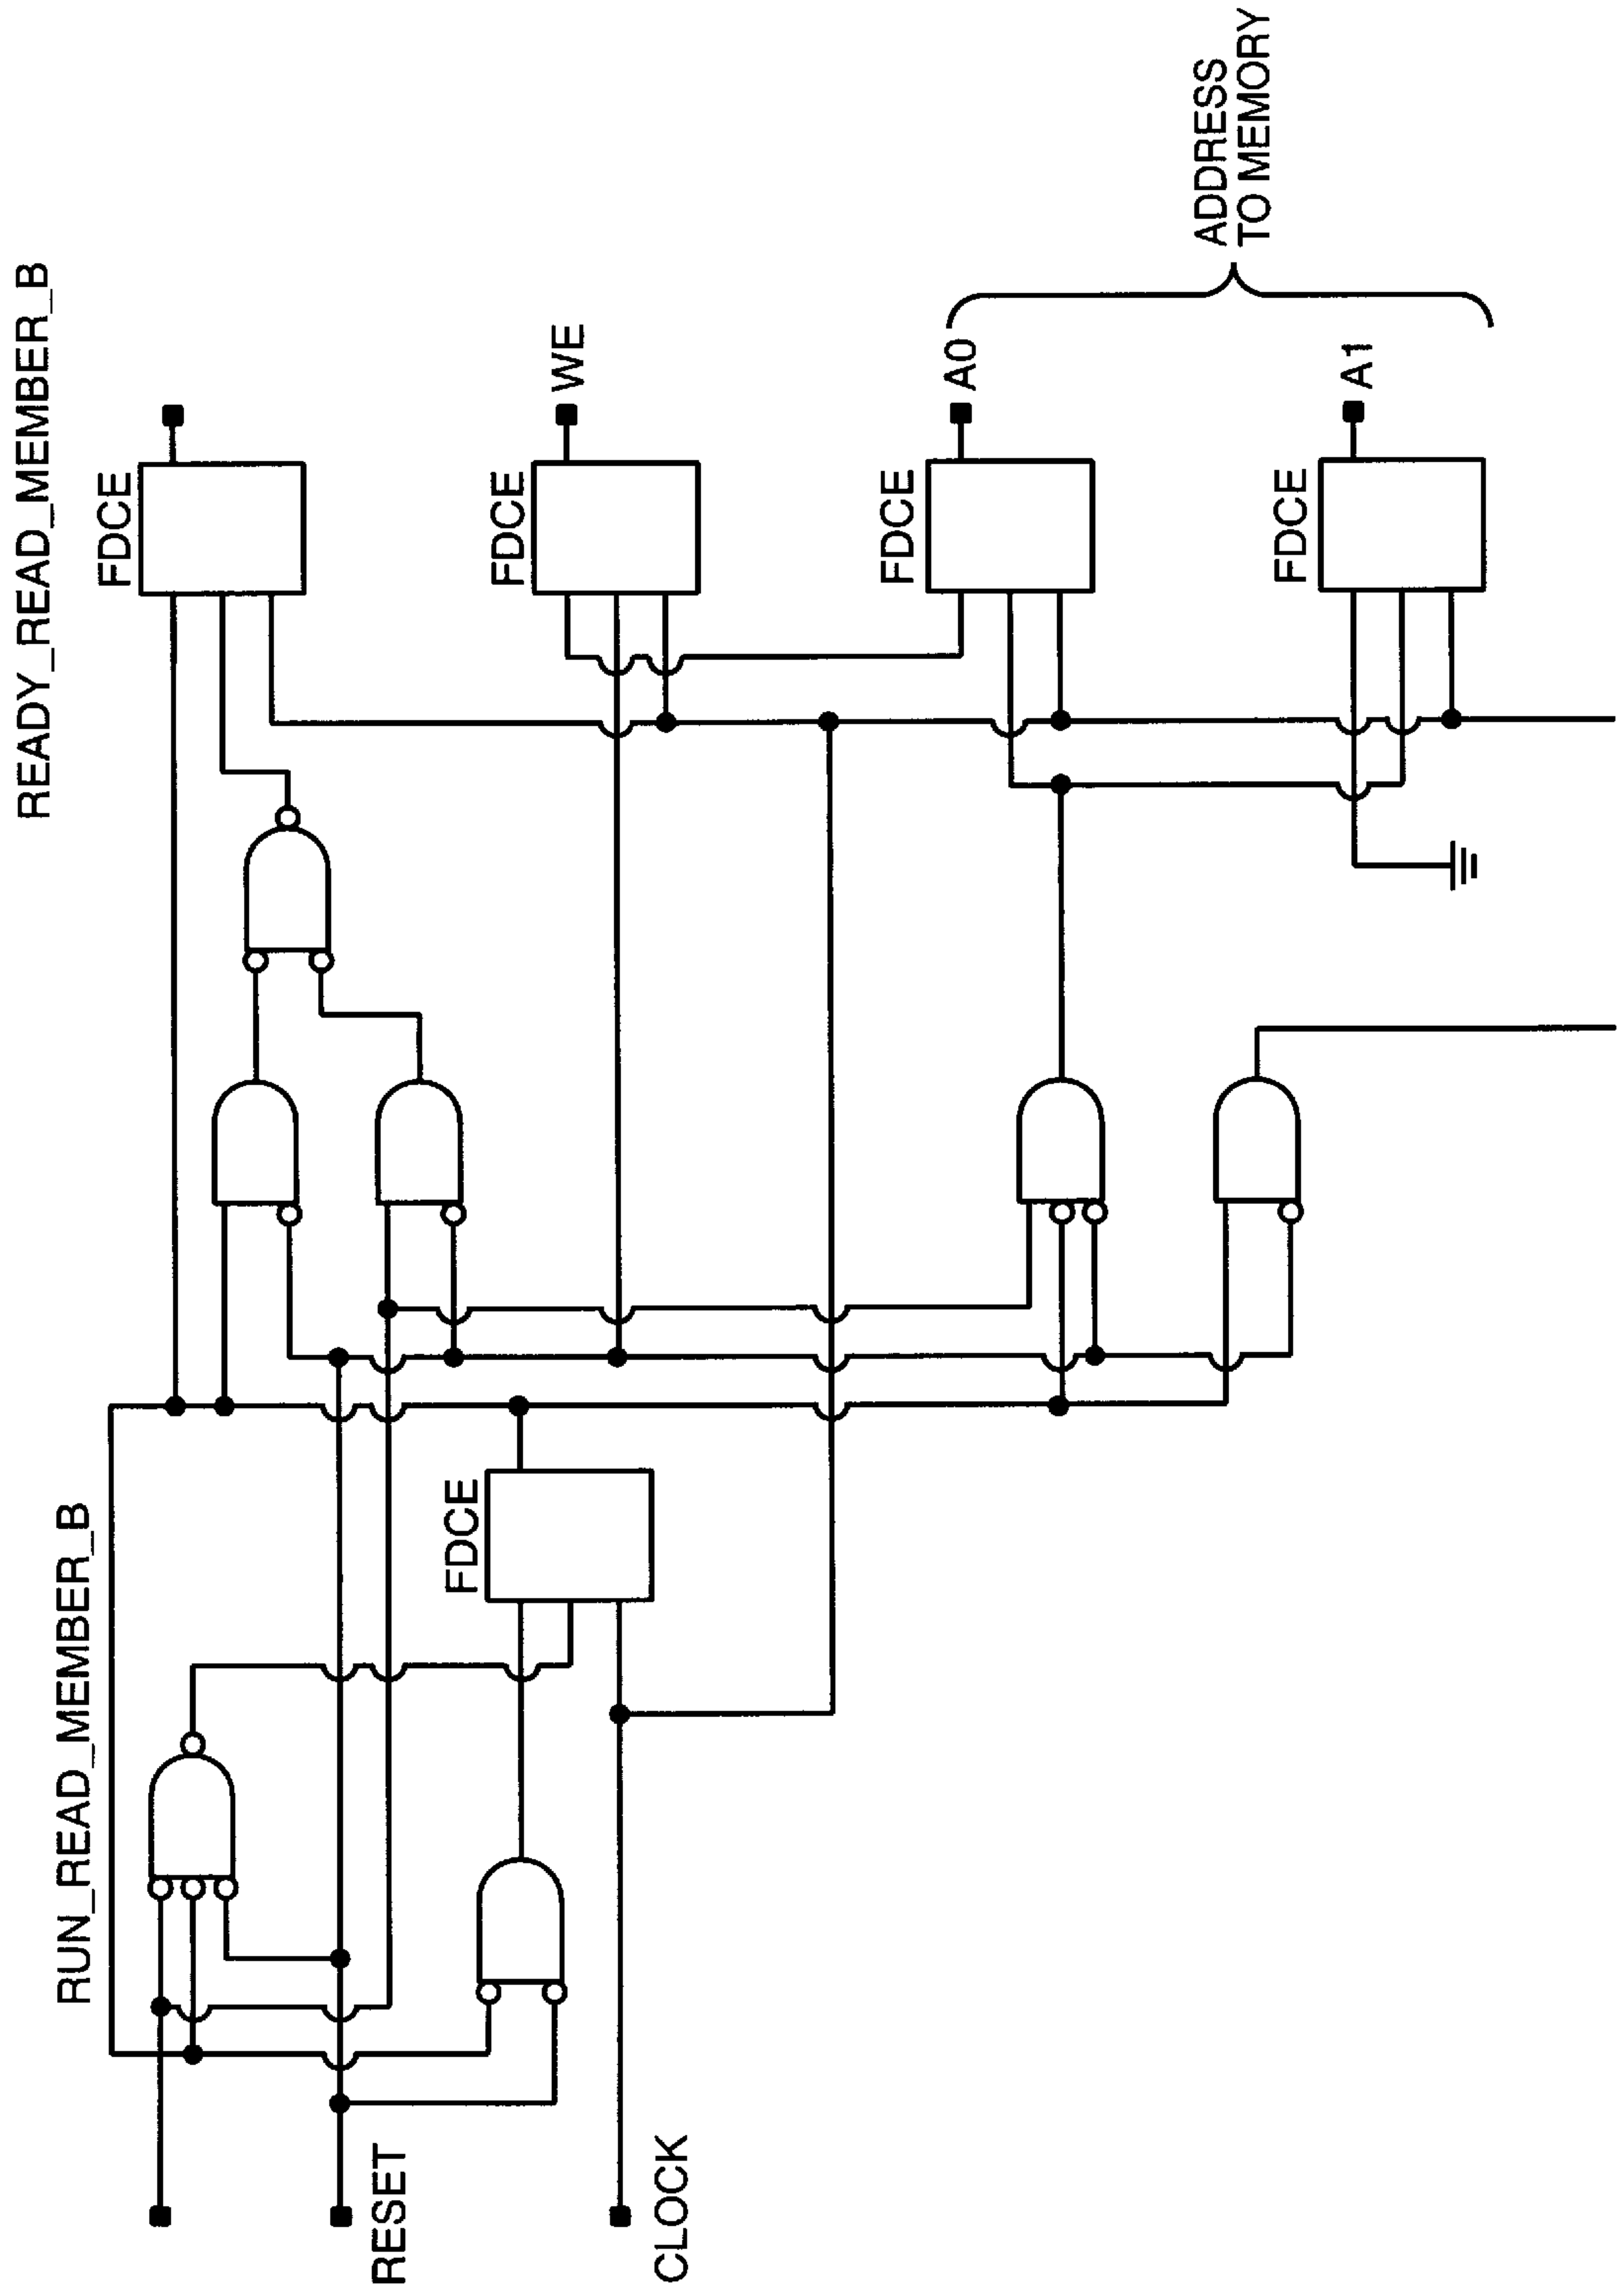 RUN_READ_MEMBER_B
READY_READ_MEMBER_B
FDCE
FDCE
WE
RESET
FDCE
CLOCK
FDCE
A0
ADDRESS
TO MEMORY
FDCE
A1